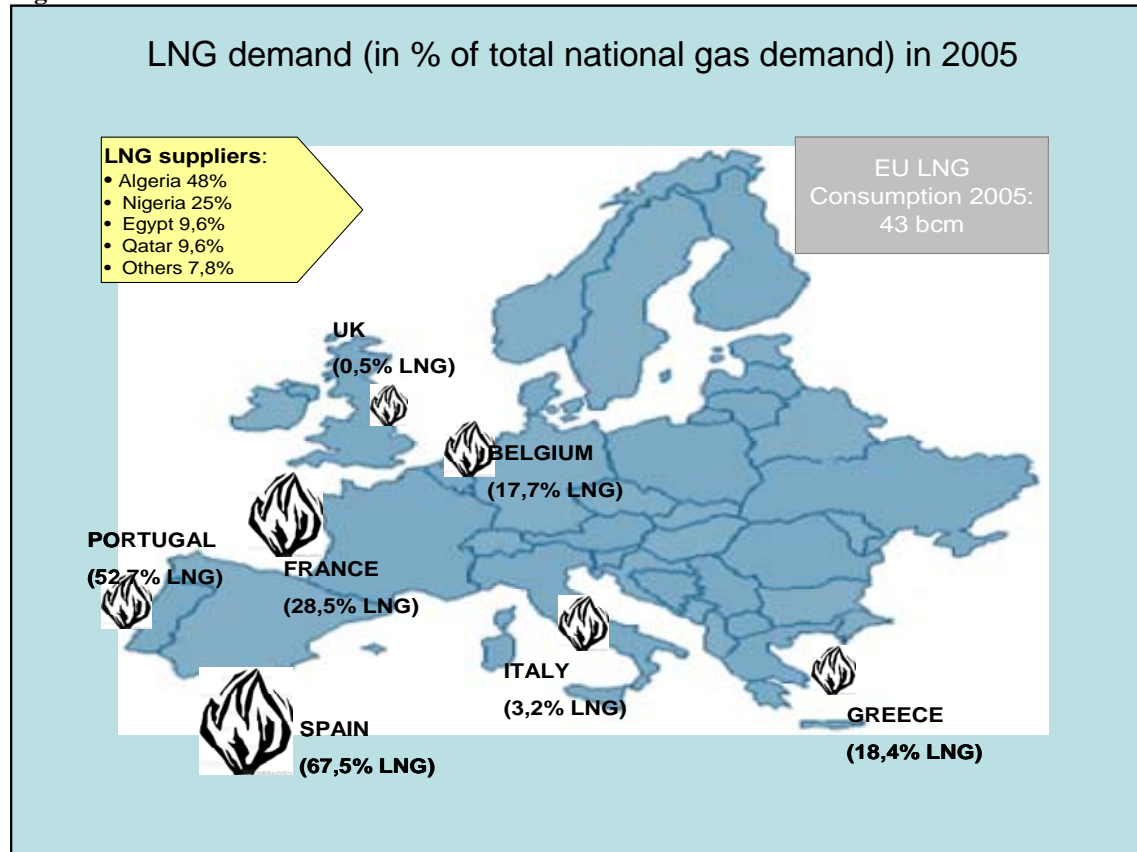 LNG demand (in % of total national gas demand) in 2005
LNG suppliers:
• Algeria 48%
• Nigeria 25%
• Egypt 9,6%
• Qatar 9,6%
• Others 7,8%
EU LNG
Consumption 2005:
43 bcm
UK
(0,5% LNG)
BELGIUM
(17,7% LNG)
PORTUGAL
(52,7% LNG)
FRANCE
(28,5% LNG)
ITALY
(3,2% LNG)
GREECE
(18,4% LNG)
SPAIN
(67,5% LNG)